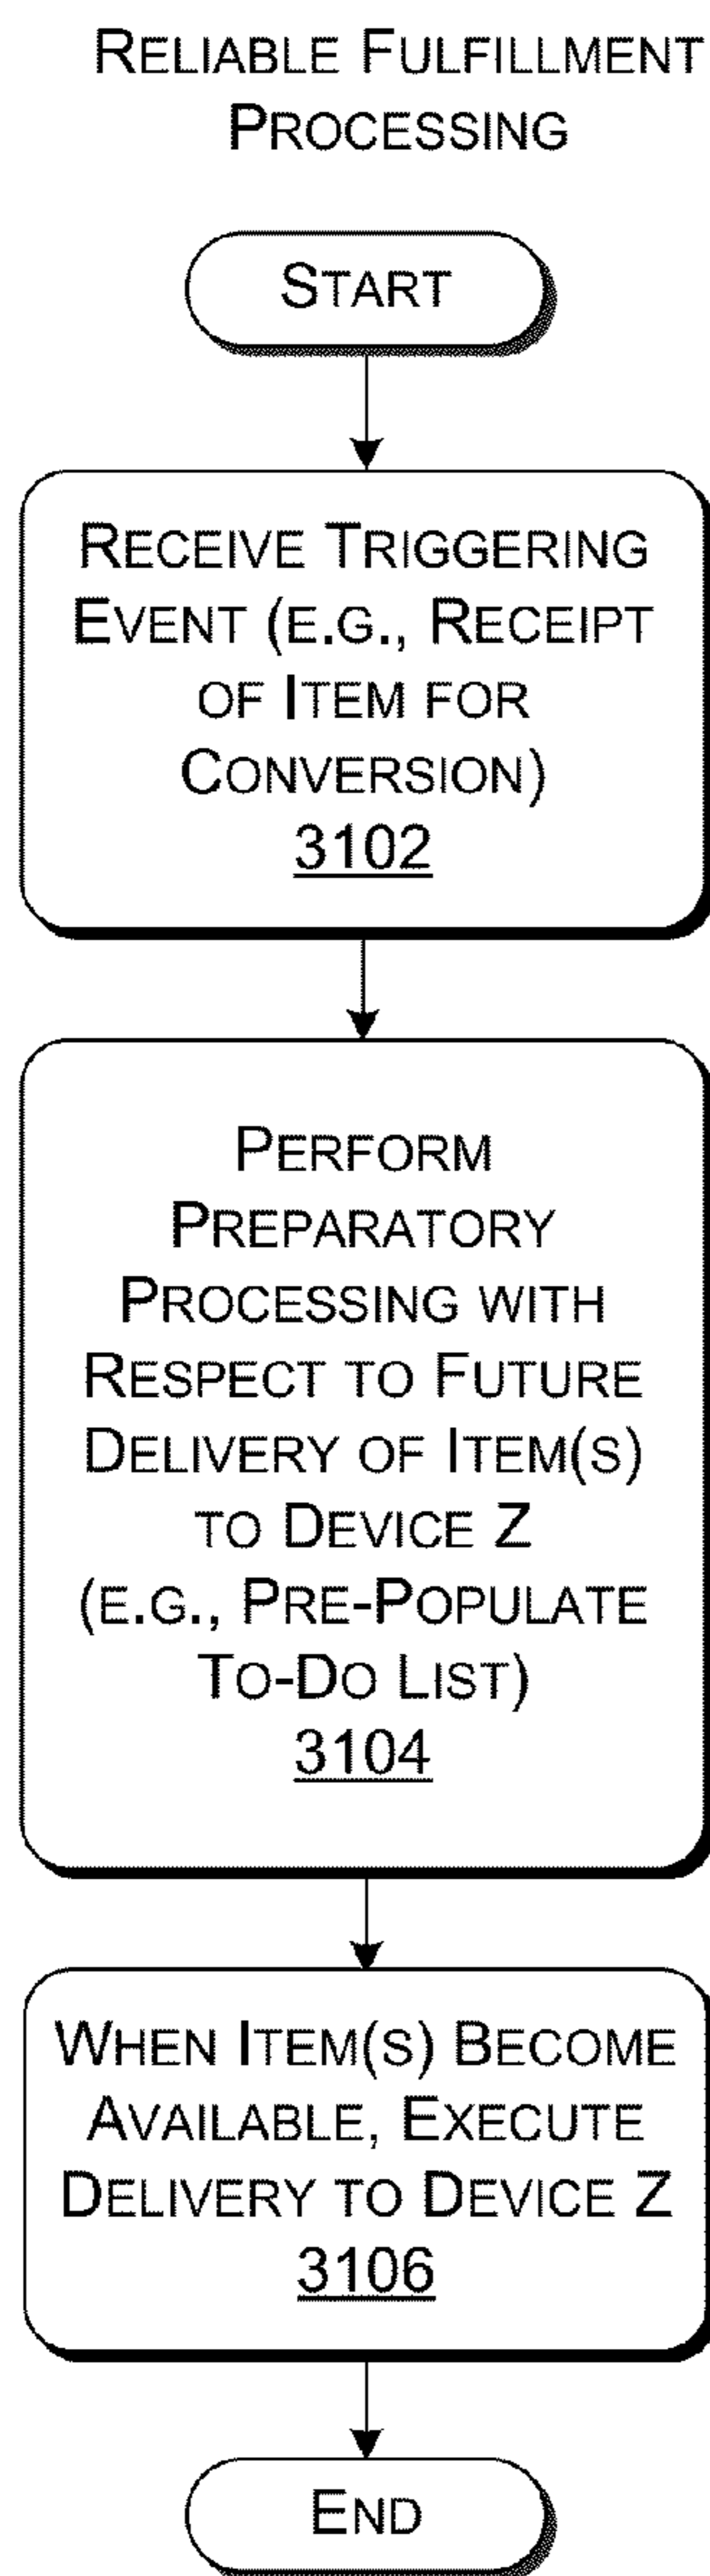 RELIABLE FULFILLMENT
PROCESSING
START
RECEIVE TRIGGERING
EVENT (E.G., RECEIPT
OF ITEM FOR
CONVERSION)
3102
PERFORM
PREPARATORY
PROCESSING WITH
RESPECT TO FUTURE
DELIVERY OF ITEM(S)
TO DEVICE Z
(E.G., PRE-POPULATE
TO-DO LIST)
3104
WHEN ITEM(S) BECOME
AVAILABLE, EXECUTE
DELIVERY TO DEVICE Z
3106
END